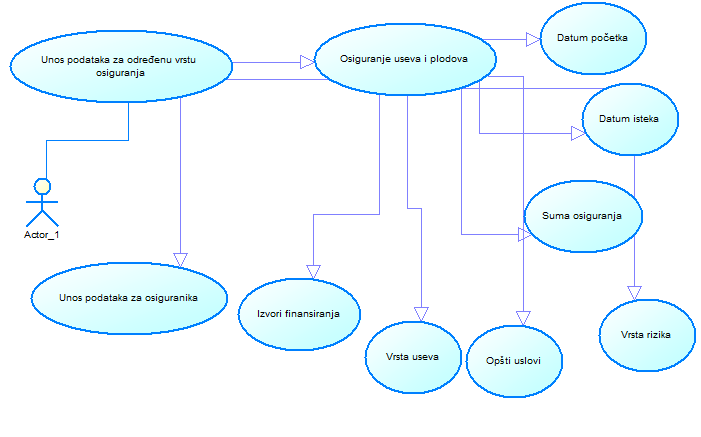 Unos podataka za određenu vrstu
osiguranja
Osiguranje useva i plodova
Datum početka
Datum isteka
Suma osiguranja
Actor_1
Unos podataka za osiguranika
Izvori finansiranja
Vrsta useva
Opšti uslovi
Vrsta rizika